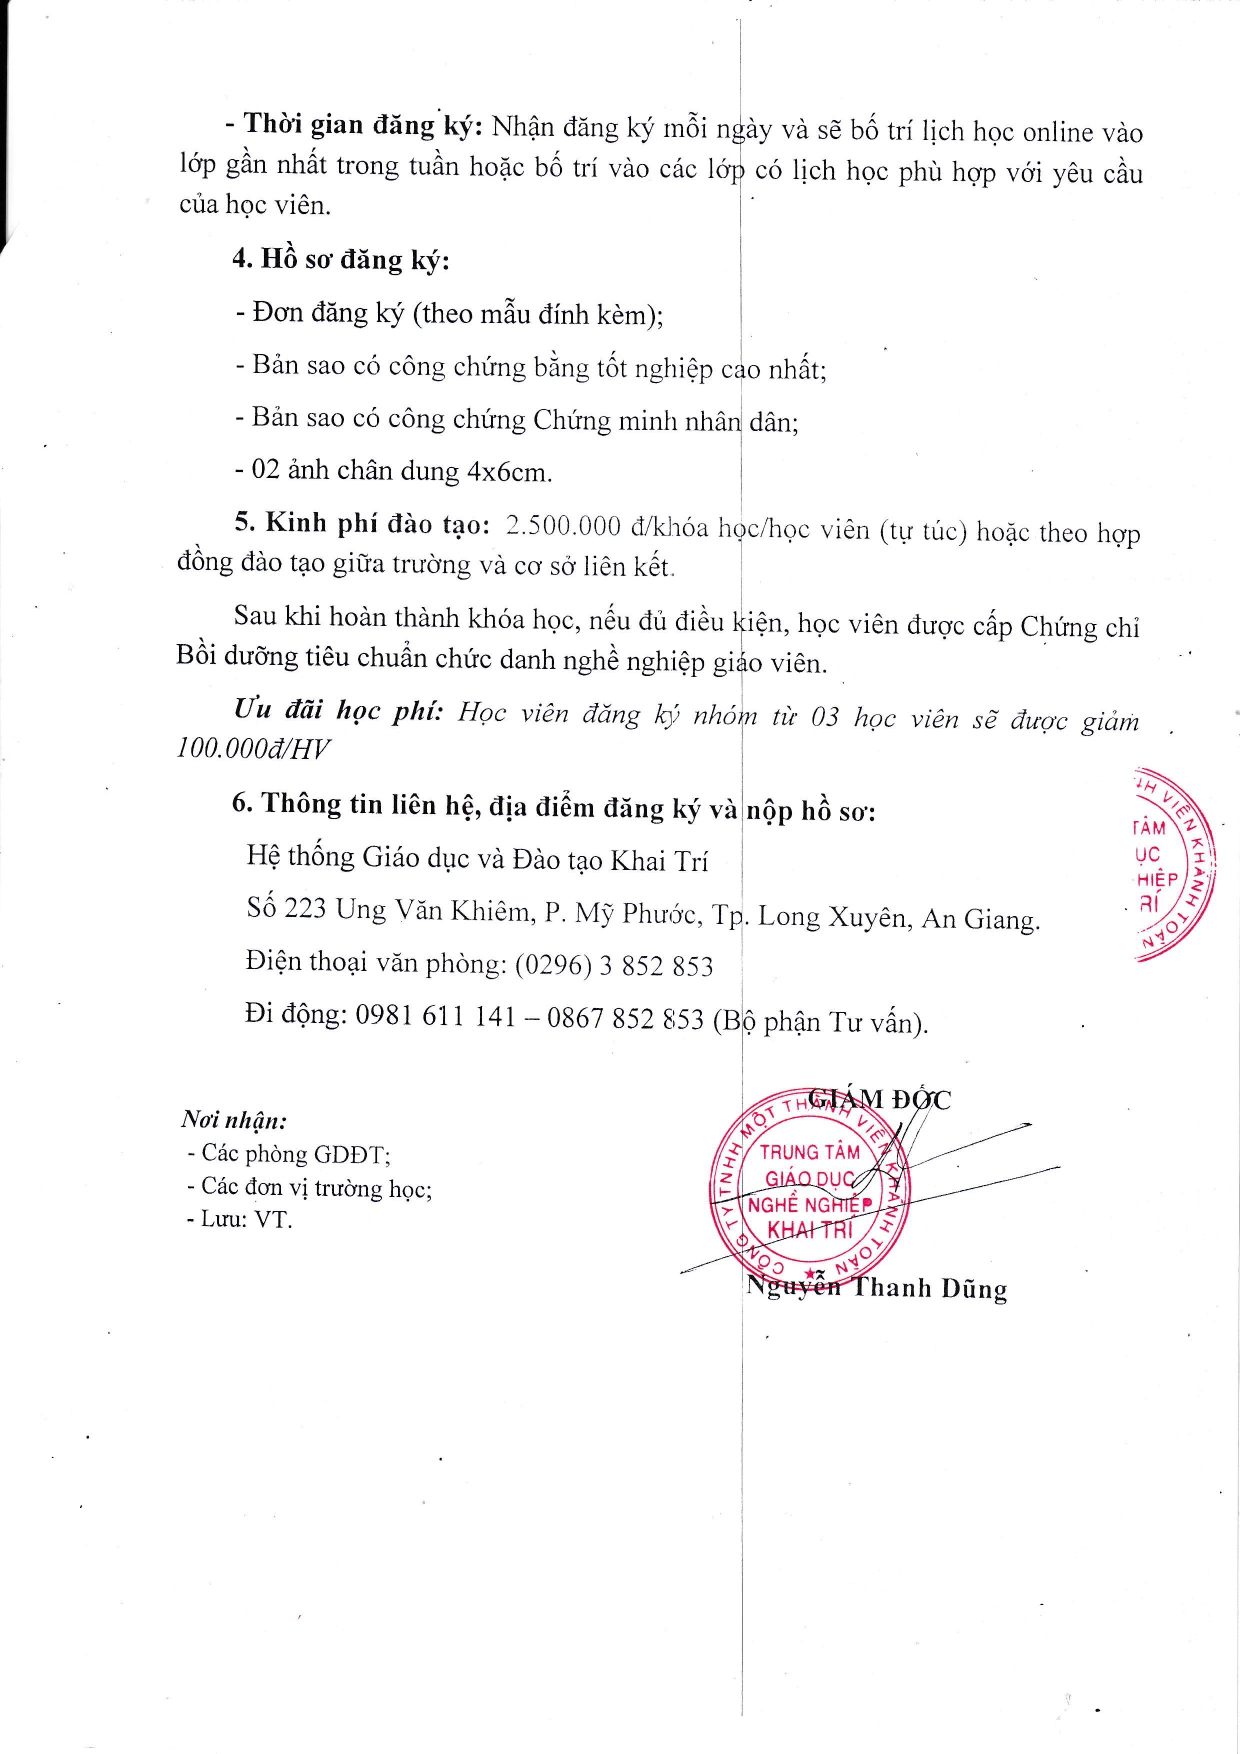 - Thời gian đăng ký: Nhận đăng ký mỗi ngày và sẽ bố trí lịch học online vào
lớp gần nhất trong tuần hoặc bố trí vào các lớp có lịch học phù hợp với yêu cầu
của học viên.
4. Hồ sơ đăng ký:
- Đơn đăng ký (theo mẫu đính kèm);
- Bản sao có công chứng bằng tốt nghiệp cao nhất;
- Bản sao có công chứng Chứng minh nhân dân;
- 02 ảnh chân dung 4x6cm.
5. Kinh phí đào tạo: 2.500.000 đ/khóa học/học viên (tự túc) hoặc theo hợp
đồng đào tạo giữa trường và cơ sở liên kết.
Sau khi hoàn thành khóa học, nếu đủ điều kiện, học viên được cấp Chứng chỉ
Bồi dưỡng tiêu chuẩn chức danh nghề nghiệp giáo viên.
Ưu đãi học phí: Học viên đăng ký nhóm từ 03 học viên sẽ được giảm
100.000đ/HV
6. Thông tin liên hệ, địa điểm đăng ký và nộp hồ sơ:
Hệ thống Giáo dục và Đào tạo Khai Trí
Số 223 Ung Văn Khiêm, P. Mỹ Phước, Tp. Long Xuyên, An Giang.
Điện thoại văn phòng: (0296) 3 852 853
Đi động: 0981 611 141 – 0867 852 853 (Bộ phận Tư vấn).
NH VIÊN KHÁNH TOÀN
TÂM
ỤC
HIỆP
RÍ
Nơi nhận:
- Các phòng GDĐT;
- Các đơn vị trường học;
- Lưu: VT.
GIÁM ĐỐC
CÔNG TY TNHH MỘT THÀNH VIÊN KHÁNH TOÀN
TRUNG TÂM
GIÁO DỤC
NGHỀ NGHIỆP
KHAI TRÍ
Nguyễn Thanh Dũng